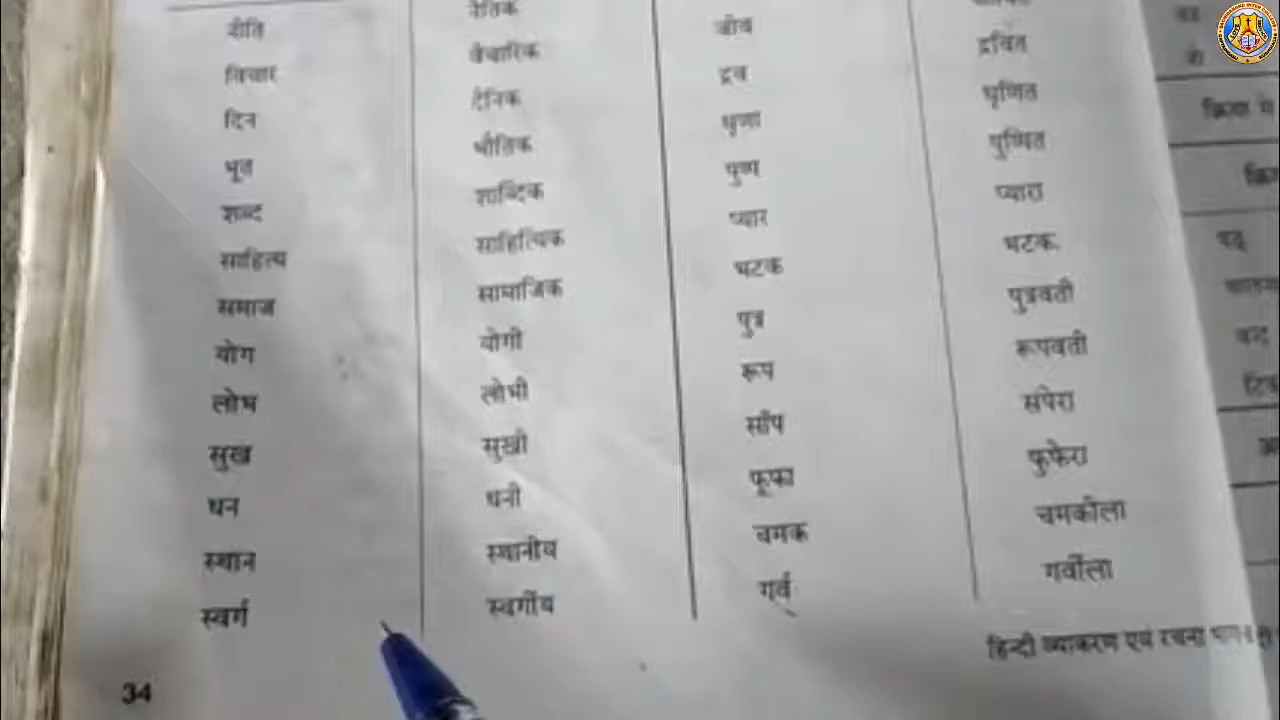 नीति नैतिक जीव
विचार वैचारिक द्रव द्रवित
दिन दैनिक घृणा घृणित
भूत भौतिक पुष्प पुष्पित
शब्द शाब्दिक प्यार प्यारा
साहित्य साहित्यिक भटक भटक
समाज सामाजिक पुत्र पुत्रवती
योग योगी रूप रूपवती
लोभ लोभी साँप सपेरा
सुख सुखी फूफा फुफेरा
धन धनी चमक चमकीला
स्थान स्थानीय गर्व गर्वीला
स्वर्ग स्वर्गीय
हिन्दी व्याकरण एवं रचना
34